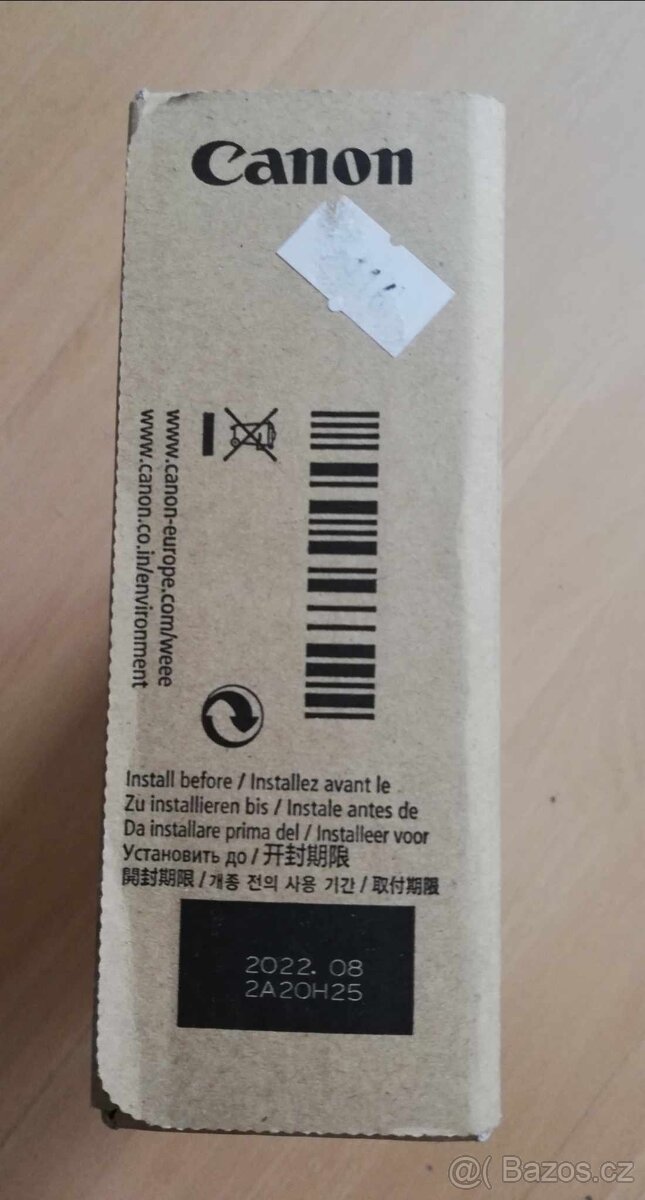 Canon
www.canon-europe.com/weee
www.canon.co.in/environment
Install before / Installez avant le
Zu installieren bis / Instale antes de
Da installare prima del / Installeer voor
Установить до / 开封期限
開封期限 / 개종 전의 사용 기간 / 取付期限
2022. 08
2A20H25
@( Bazos.cz